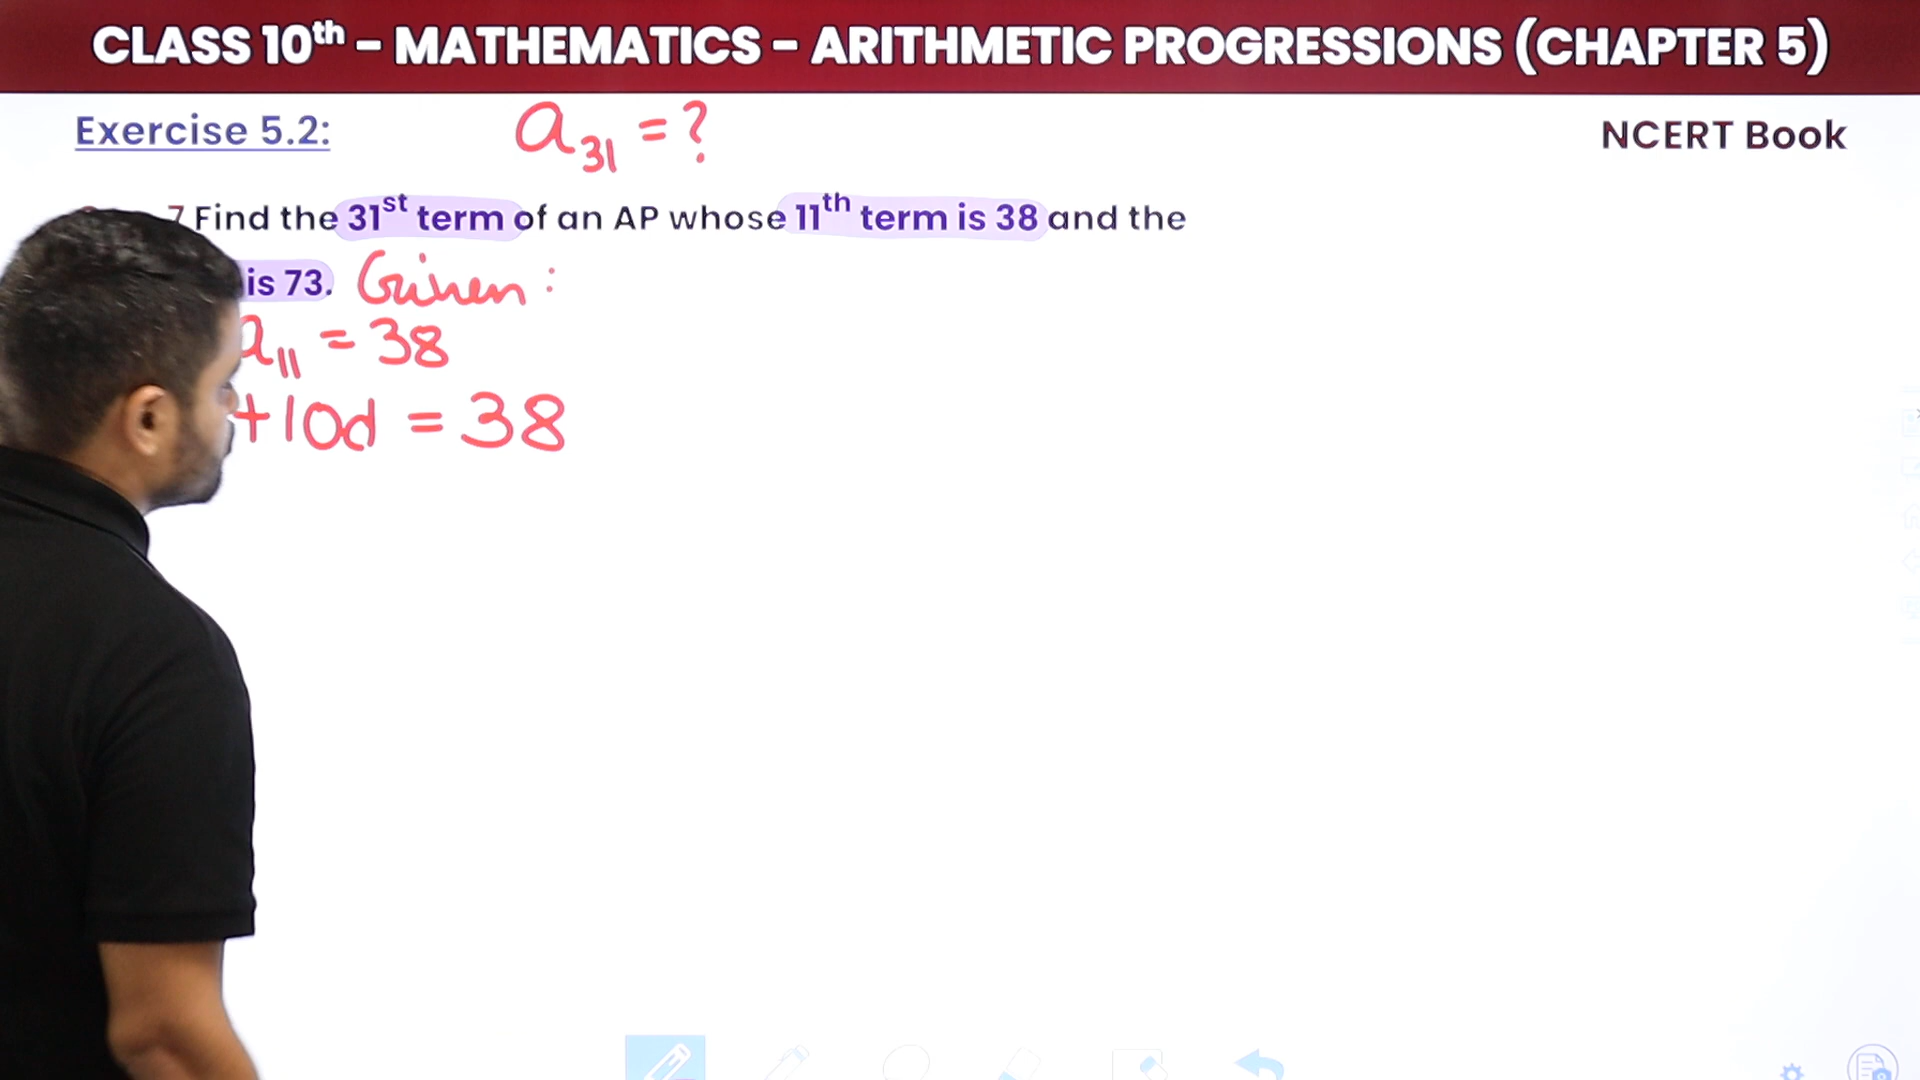 CLASS 10th – MATHEMATICS – ARITHMETIC PROGRESSIONS (CHAPTER 5)
Exercise 5.2:
a31 = ?
NCERT Book
7 Find the 31st term of an AP whose 11th term is 38 and the
is 73. Given :
a11 = 38
+10d = 38